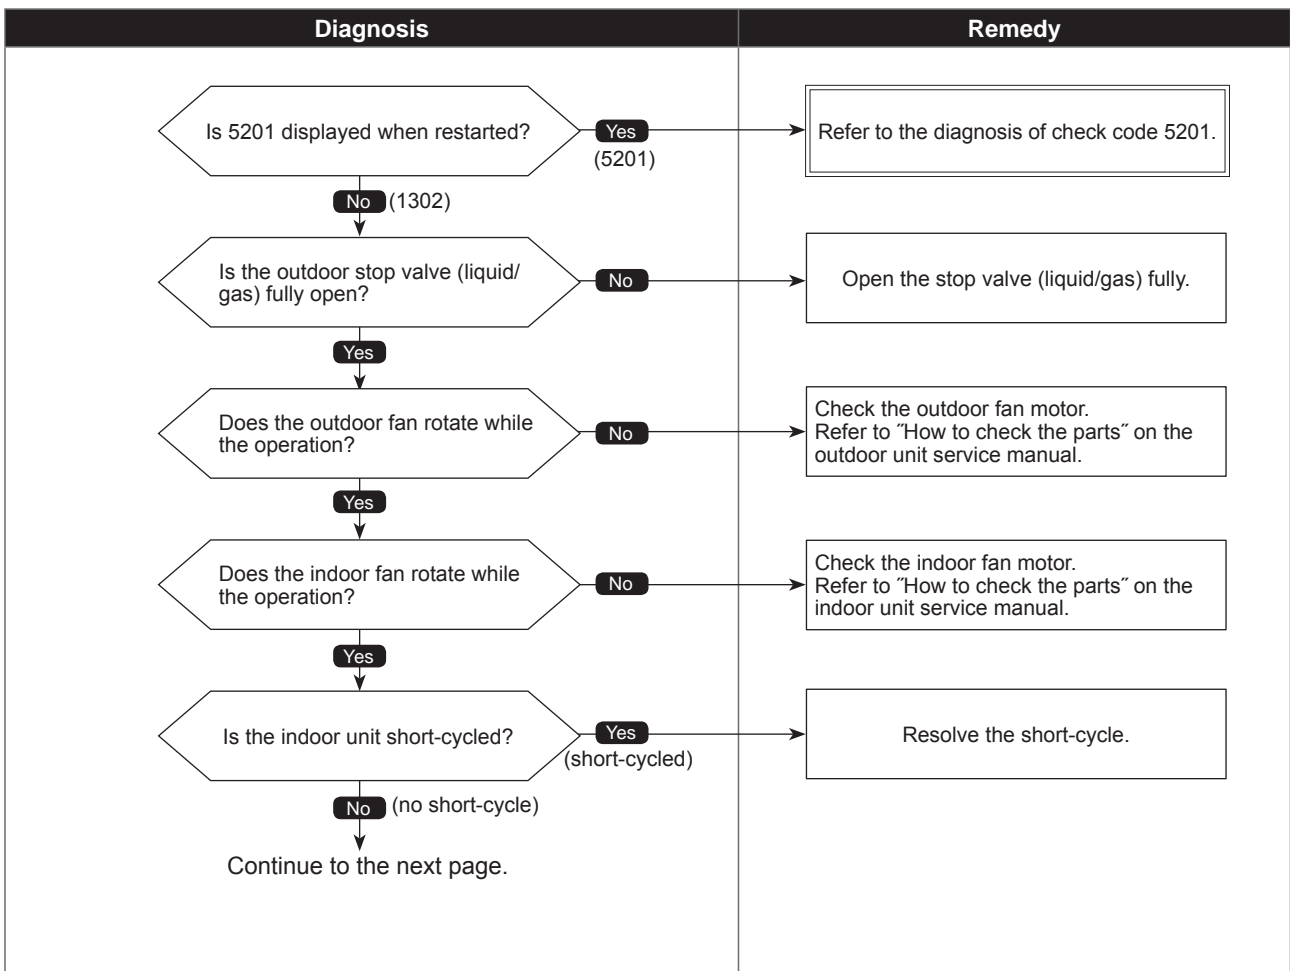 Diagnosis
Remedy
Is 5201 displayed when restarted?
Yes
(5201)
Refer to the diagnosis of check code 5201.
No (1302)
Is the outdoor stop valve (liquid/
gas) fully open?
No
Open the stop valve (liquid/gas) fully.
Yes
Does the outdoor fan rotate while
the operation?
No
Check the outdoor fan motor.
Refer to ˝How to check the parts˝ on the
outdoor unit service manual.
Yes
Does the indoor fan rotate while
the operation?
No
Check the indoor fan motor.
Refer to ˝How to check the parts˝ on the
indoor unit service manual.
Yes
Is the indoor unit short-cycled?
Yes
(short-cycled)
Resolve the short-cycle.
No (no short-cycle)
Continue to the next page.